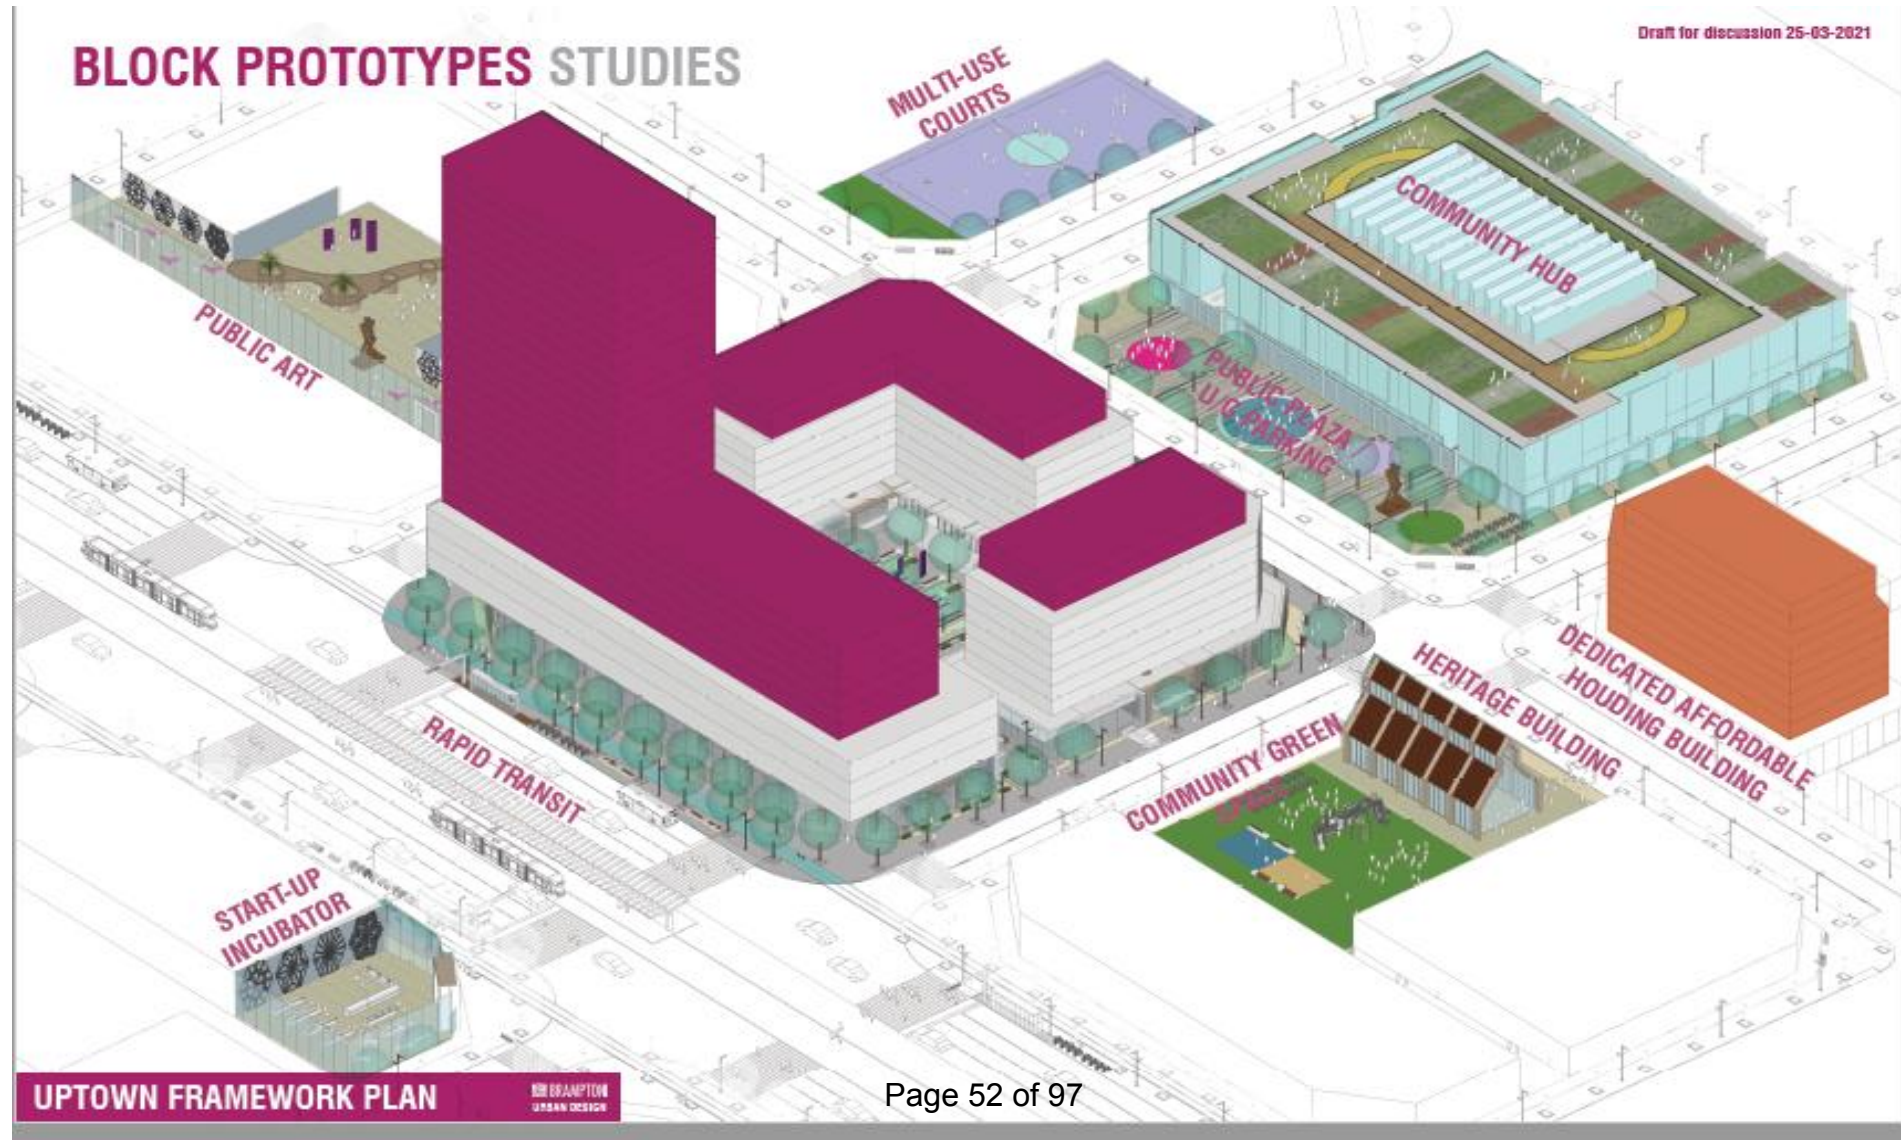 Draft for discussion 25-03-2021
BLOCK PROTOTYPES STUDIES
MULTI-USE
COURTS
COMMUNITY HUB
PUBLIC ART
PUBLIC PLAZA
U/G PARKING
DEDICATED AFFORDABLE
HOUDING BUILDING
HERITAGE BUILDING
COMMUNITY GREEN
SPACE
RAPID TRANSIT
START-UP
INCUBATOR
UPTOWN FRAMEWORK PLAN
BRAMPTON
URBAN DESIGN
Page 52 of 97